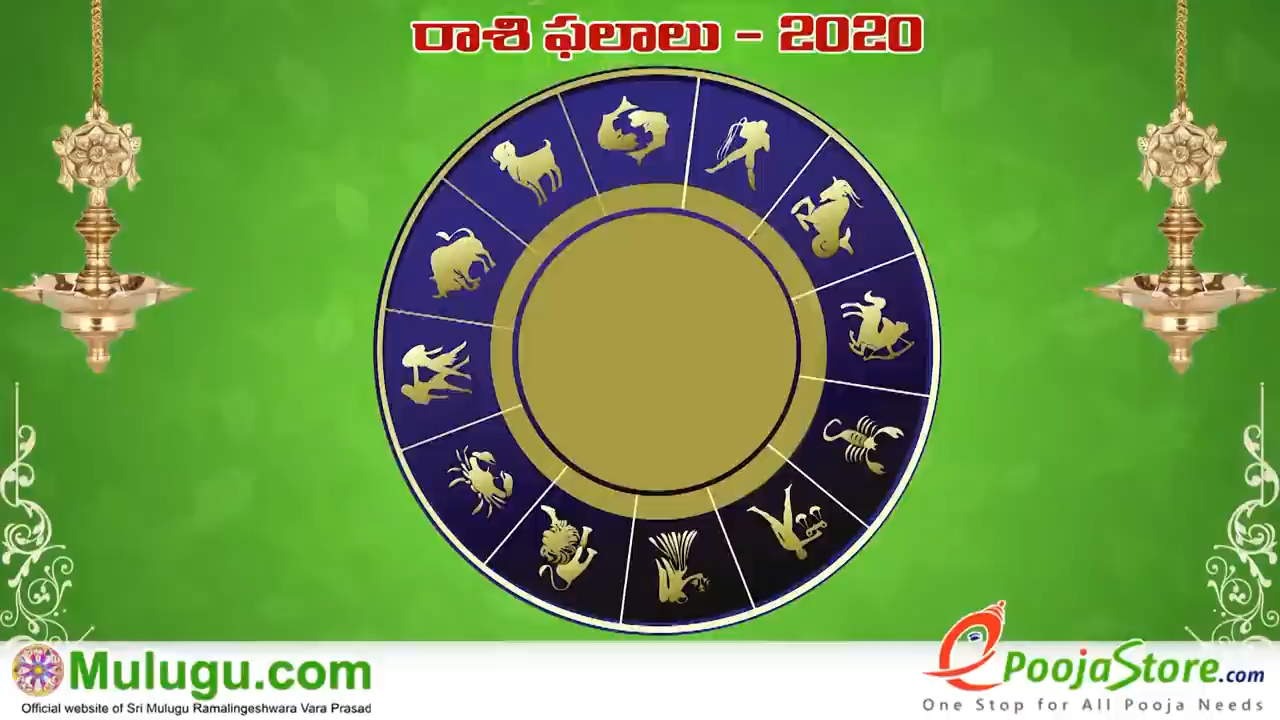 రాశి ఫలాలు - 2020
Mulugu.com
Official website of Sri Mulugu Ramalingeshwara Vara Prasad
ePoojaStore.com
One Stop for All Pooja Needs